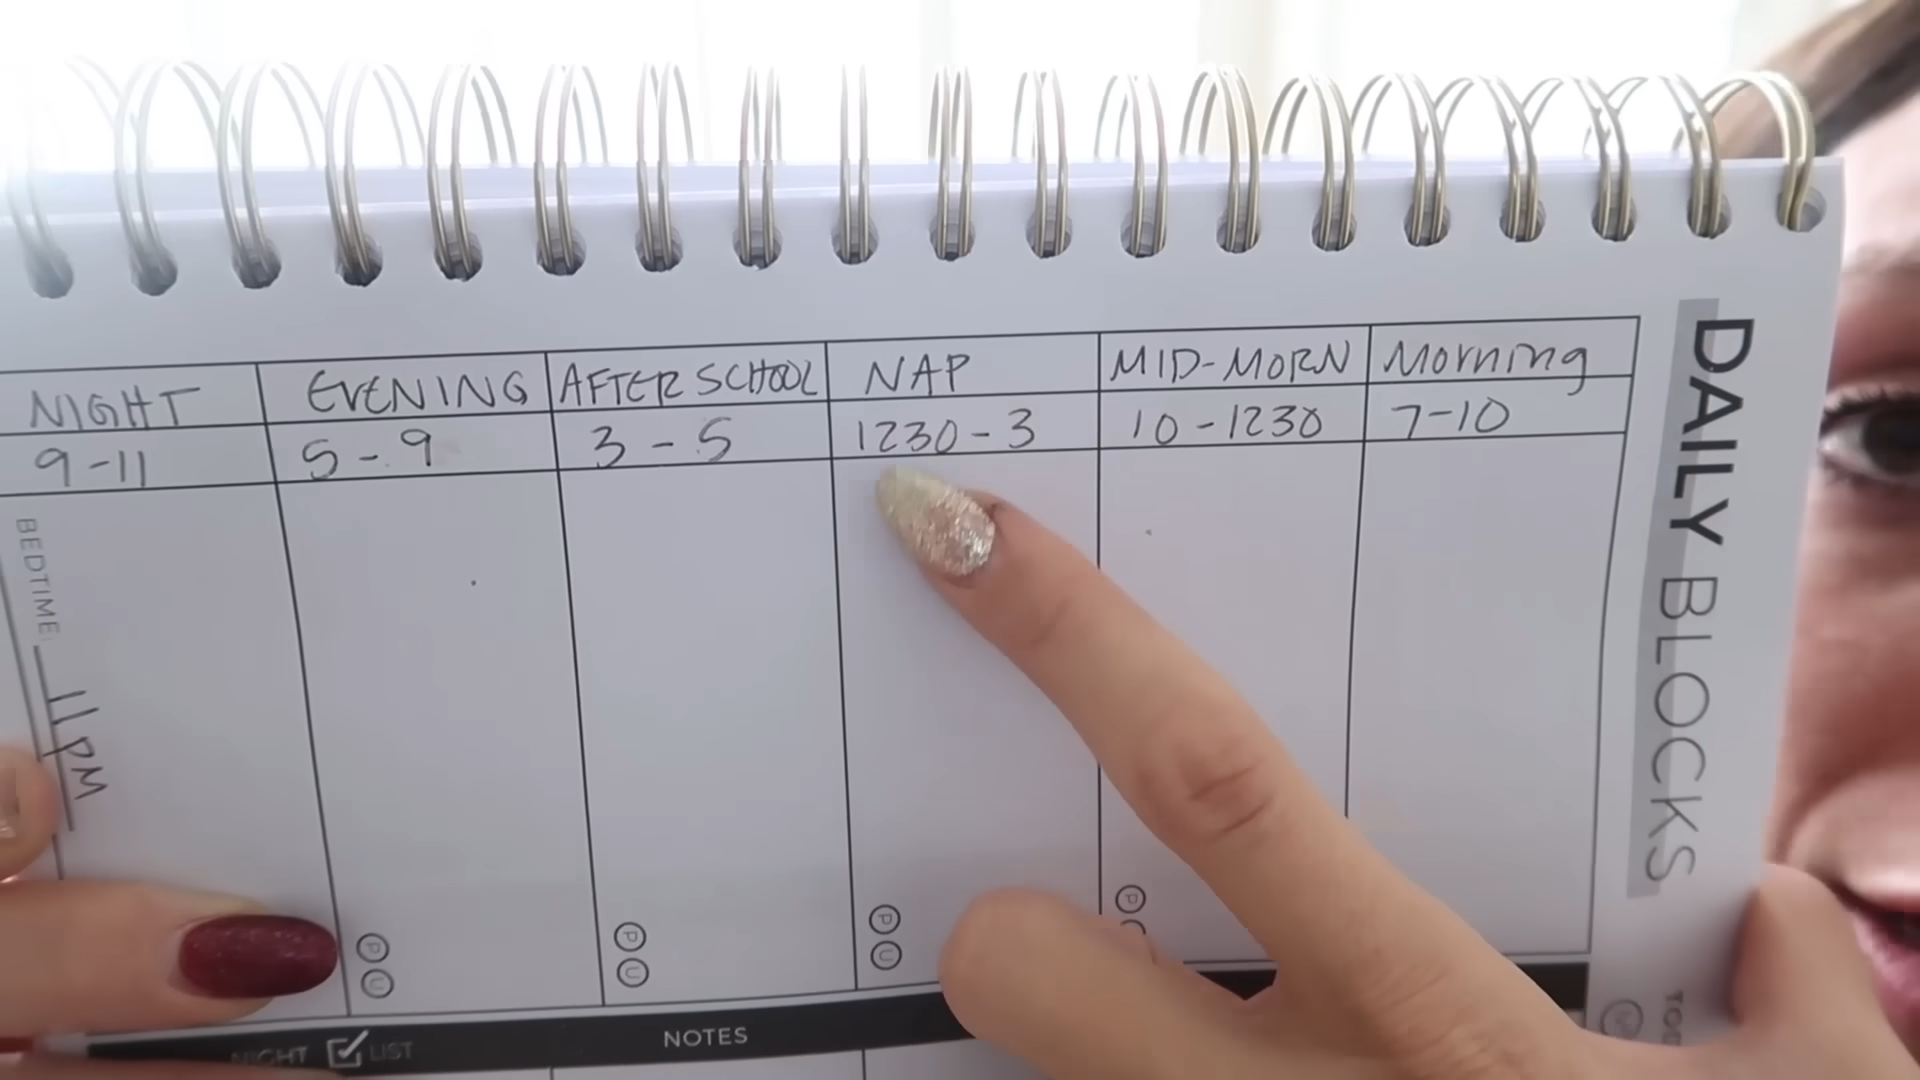 DAILY BLOCKS
NIGHT EVENING AFTER SCHOOL NAP MID-MORN Morning
9-11 5-9 3-5 1230-3 10-1230 7-10
BEDTIME: 11PM
P P P P
U U U
NIGHT LIST NOTES